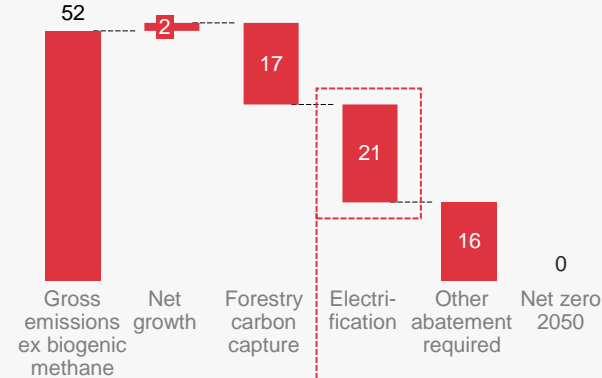 52
2
17
21
16
0
Gross
emissions
ex biogenic
methane
Net
growth
Forestry
carbon
capture
Electri-
fication
Other
abatement
required
Net zero
2050